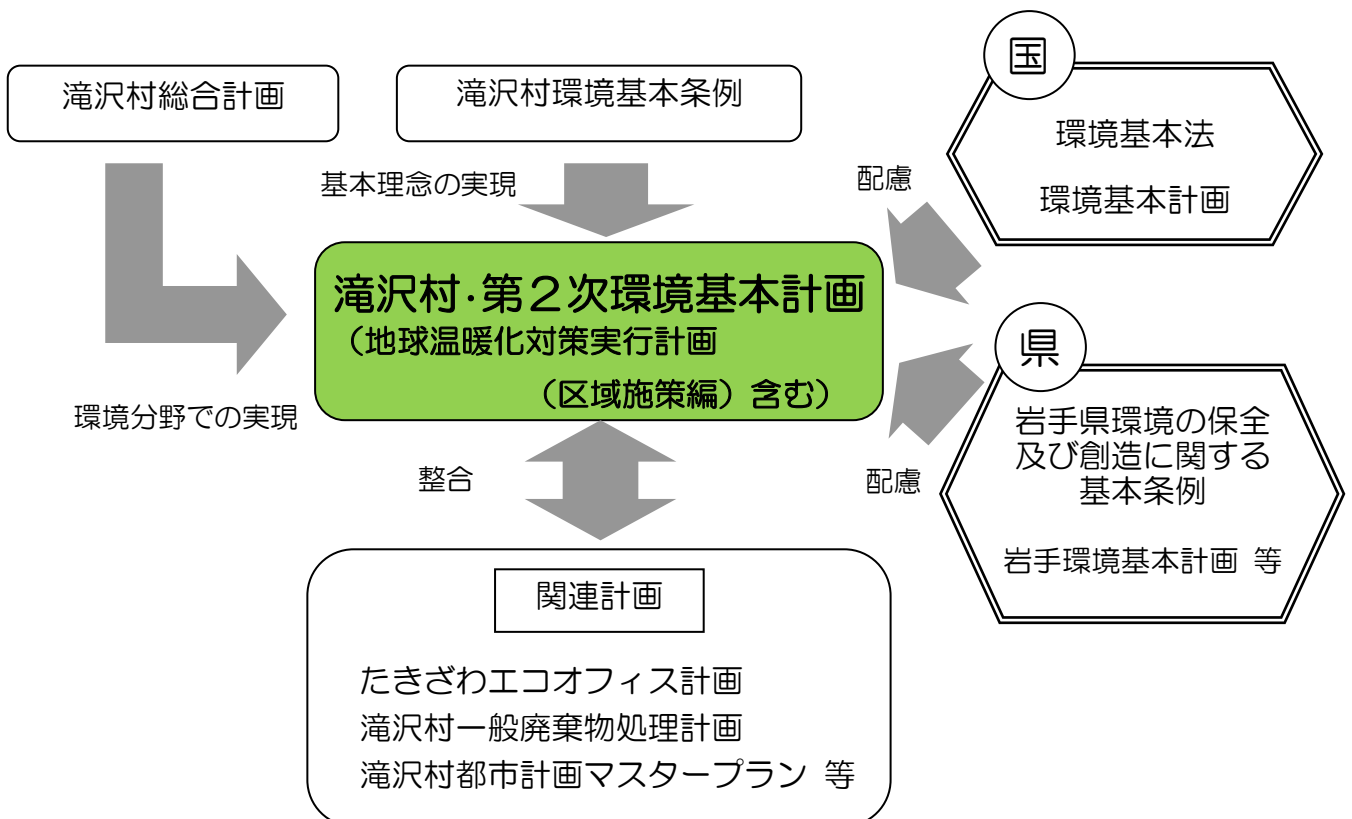 滝沢村総合計画
滝沢村環境基本条例
国
環境基本法
環境基本計画
基本理念の実現
配慮
滝沢村・第２次環境基本計画
（地球温暖化対策実行計画
（区域施策編）含む）
環境分野での実現
県
岩手県環境の保全
及び創造に関する
基本条例
岩手環境基本計画 等
整合
配慮
関連計画
たきざわエコオフィス計画
滝沢村一般廃棄物処理計画
滝沢村都市計画マスタープラン 等